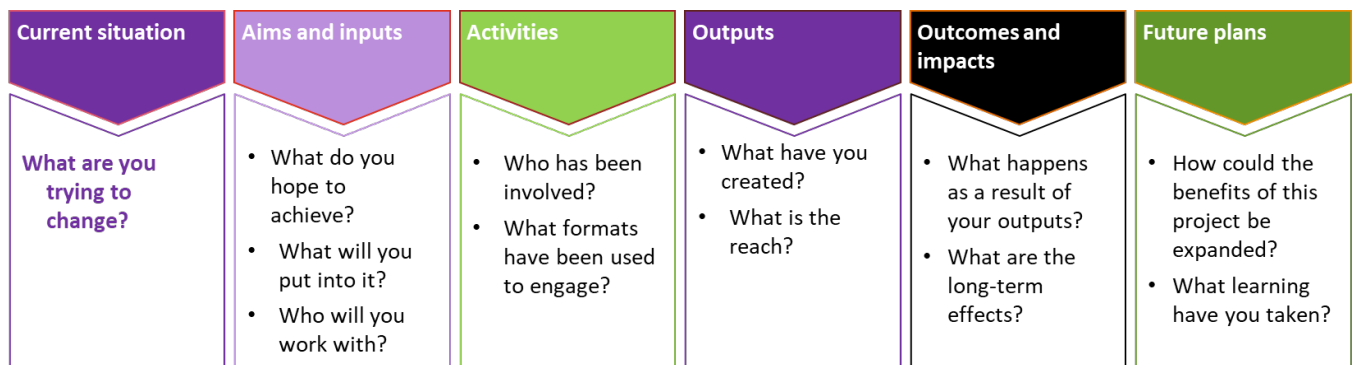 Current situation
What are you
trying to
change?
Aims and inputs
• What do you
hope to
achieve?
• What will you
put into it?
• Who will you
work with?
Activities
• Who has been
involved?
• What formats
have been used
to engage?
Outputs
• What have you
created?
• What is the
reach?
Outcomes and
impacts
• What happens
as a result of
your outputs?
• What are the
long-term
effects?
Future plans
• How could the
benefits of this
project be
expanded?
• What learning
have you taken?